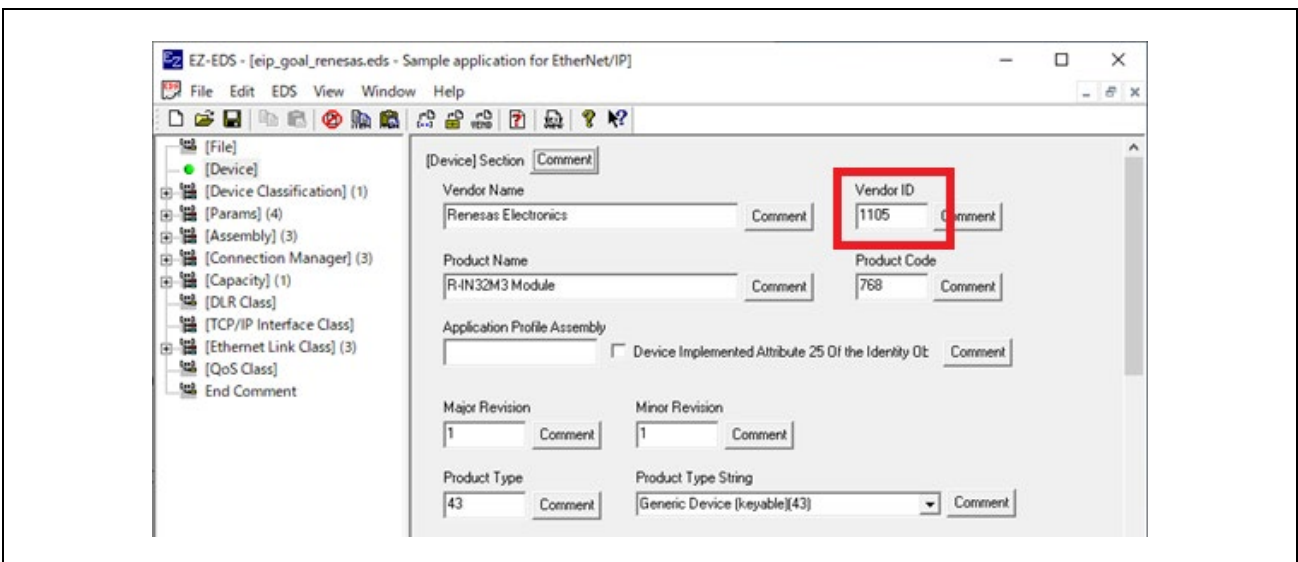 EZ-EDS - [eip_goal_renesas.eds - Sample application for EtherNet/IP]
File Edit EDS View Window Help
[File]
[Device]
[Device Classification] (1)
[Params] (4)
[Assembly] (3)
[Connection Manager] (3)
[Capacity] (1)
[DLR Class]
[TCP/IP Interface Class]
[Ethernet Link Class] (3)
[QoS Class]
End Comment
[Device] Section Comment
Vendor Name Vendor ID
Renesas Electronics Comment 1105 Comment
Product Name Product Code
R-IN32M3 Module Comment 768 Comment
Application Profile Assembly
Device Implemented Attribute 25 Of the Identity Comment
Major Revision Minor Revision
1 Comment 1 Comment
Product Type Product Type String
43 Comment Generic Device (keyable)(43) Comment